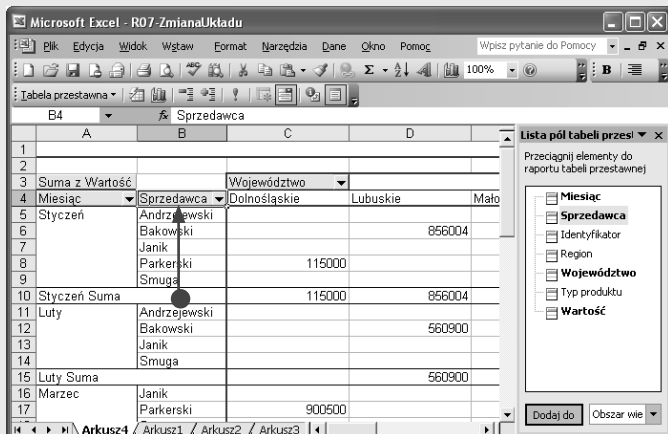 Microsoft Excel - R07-ZmianaUkładu
Plik Edycja Widok Wstaw Format Narzędzia Dane Okno Pomoc Wpisz pytanie do Pomocy
100% B
Tabela przestawna
B4 fx Sprzedawca
A B C D
1
2
3 Suma z Wartość Województwo
4 Miesiąc Sprzedawca Dolnośląskie Lubuskie Mało
5 Styczeń Andrzejewski
6 Bakowski 856004
7 Janik
8 Parkerski 115000
9 Smuga
10 Styczeń Suma 115000 856004
11 Luty Andrzejewski
12 Bakowski 560900
13 Janik
14 Smuga
15 Luty Suma 560900
16 Marzec Janik
17 Parkerski 900500
Arkusz4 Arkusz1 Arkusz2 Arkusz3
Lista pól tabeli przes
Przeciągnij elementy do
raportu tabeli przestawnej
Miesiąc
Sprzedawca
Identyfikator
Region
Województwo
Typ produktu
Wartość
Dodaj do Obszar wie